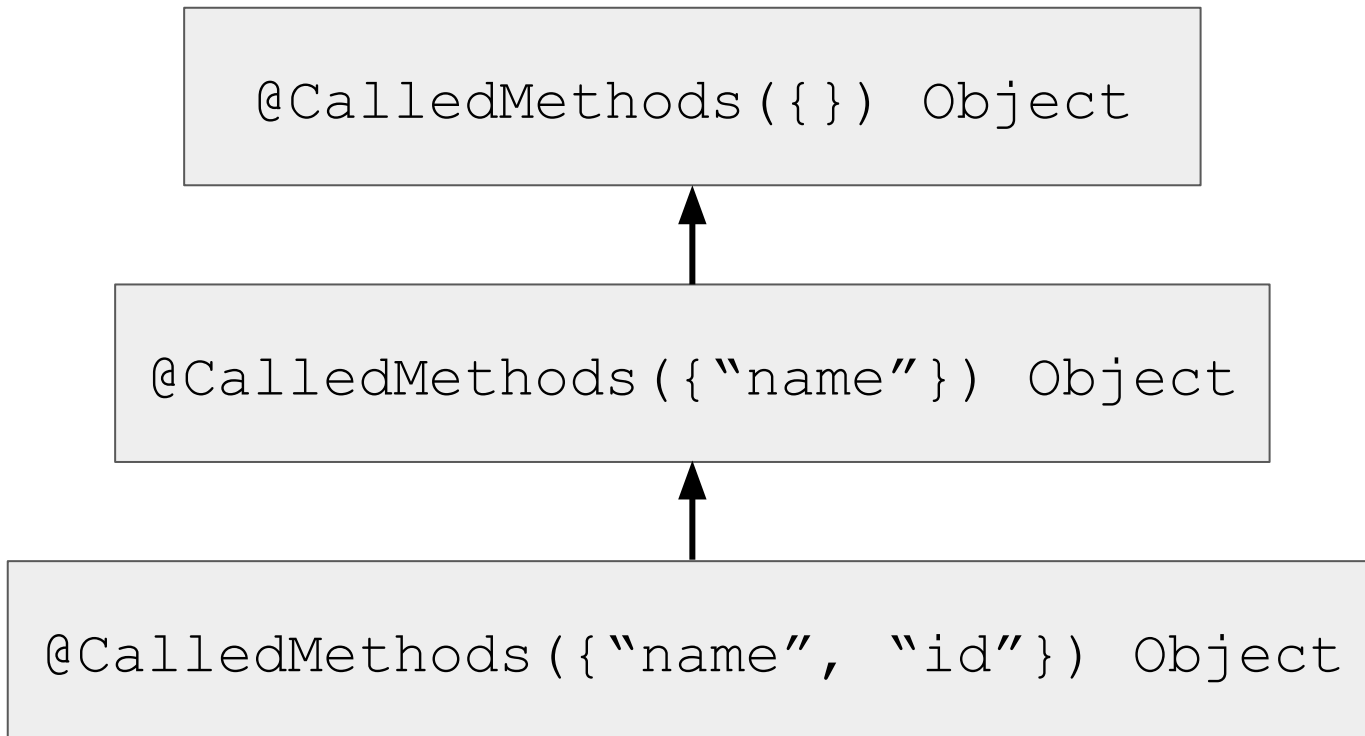 @CalledMethods({}) Object
@CalledMethods({“name”}) Object
@CalledMethods({“name”, “id”}) Object